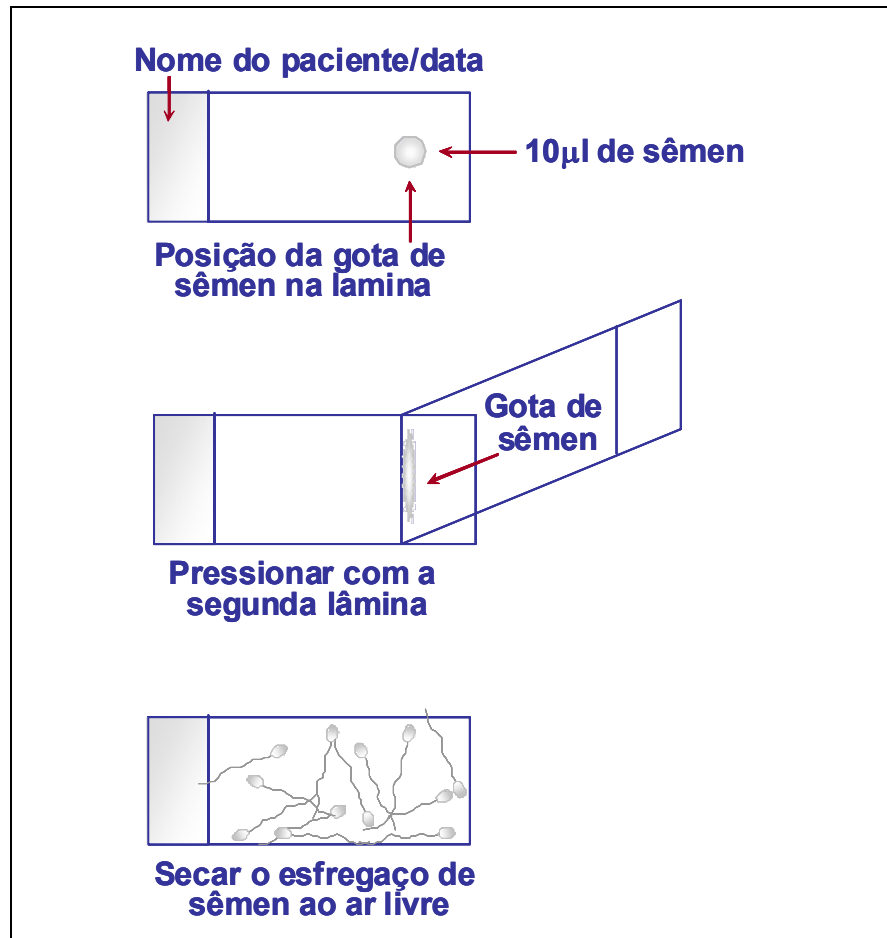 Nome do paciente/data
10µl de sêmen
Posição da gota de
sêmen na lamina
Gota de
sêmen
Pressionar com a
segunda lâmina
Secar o esfregaço de
sêmen ao ar livre